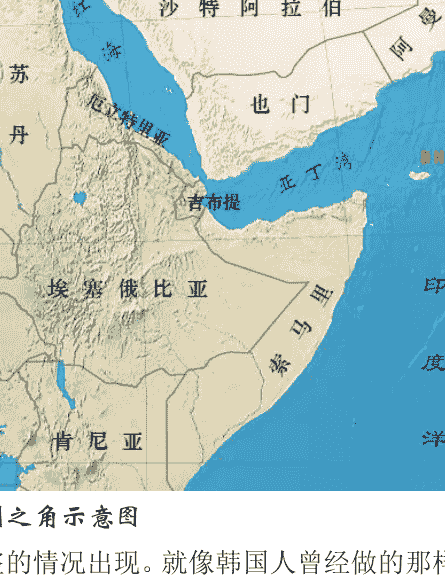 红海
沙特阿拉伯
阿曼
苏丹
厄立特里亚
也门
亚丁湾
吉布提
埃塞俄比亚
索马里
印度洋
肯尼亚
之角示意图
的情况出现。就像韩国人曾经做的那样